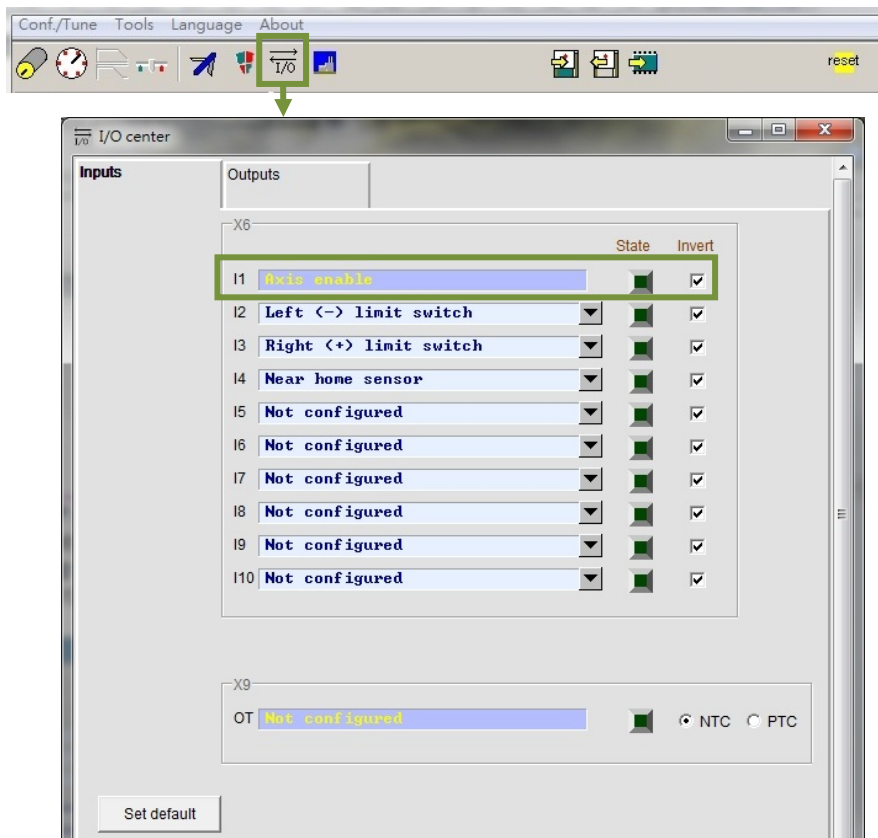 Conf./Tune Tools Language About
I/O
reset
I/O I/O center
Inputs
Outputs
X6
State Invert
I1 Axis enable
I2 Left (-) limit switch
I3 Right (+) limit switch
I4 Near home sensor
I5 Not configured
I6 Not configured
I7 Not configured
I8 Not configured
I9 Not configured
I10 Not configured
X9
OT Not configured NTC PTC
Set default